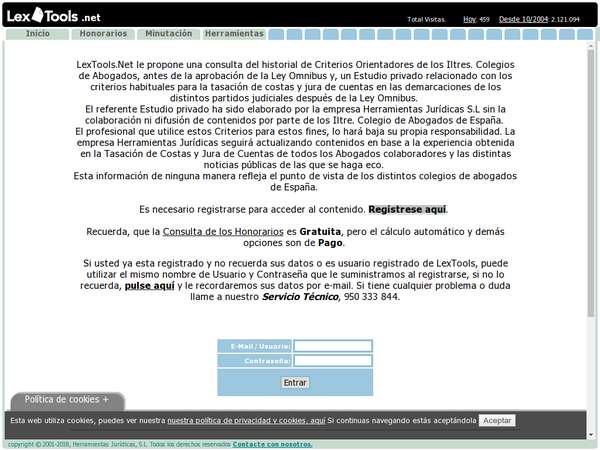 LexTools.net
Total Visitas. Hoy: 459 Desde 10/2004: 2.121.094
Inicio Honorarios Minutación Herramientas
LexTools.Net le propone una consulta del historial de Criterios Orientadores de los Iltres. Colegios
de Abogados, antes de la aprobación de la Ley Omnibus y, un Estudio privado relacionado con los
criterios habituales para la tasación de costas y jura de cuentas en las demarcaciones de los
distintos partidos judiciales después de la Ley Omnibus.
El referente Estudio privado ha sido elaborado por la empresa Herramientas Jurídicas S.L sin la
colaboración ni difusión de contenidos por parte de los Iltre. Colegio de Abogados de España.
El profesional que utilice estos Criterios para estos fines, lo hará baju su propia responsabilidad. La
empresa Herramientas Jurídicas seguirá actualizando contenidos en base a la experiencia obtenida
en la Tasación de Costas y Jura de Cuentas de todos los Abogados colaboradores y las distintas
noticias públicas de las que se haga eco.
Esta información de ninguna manera refleja el punto de vista de los distintos colegios de abogados
de España.
Es necesario registrarse para acceder al contenido. Registrese aquí.
Recuerda, que la Consulta de los Honorarios es Gratuita, pero el cálculo automático y demás
opciones son de Pago.
Si usted ya esta registrado y no recuerda sus datos o es usuario registrado de LexTools, puede
utilizar el mismo nombre de Usuario y Contraseña que le suministramos al registrarse, si no lo
recuerda, pulse aquí y le recordaremos sus datos por e-mail. Si tiene cualquier problema o duda
llame a nuestro Servicio Técnico, 950 333 844.
E-Mail / Usuario:
Contraseña:
Entrar
Política de cookies +
Esta web utiliza cookies, puedes ver nuestra nuestra política de privacidad y cookies, aquí Si continuas navegando estás aceptándola Aceptar
copyright © 2001-2018, Herramientas Jurídicas, S.L. Todos los derechos reservados Contacte con nosotros.